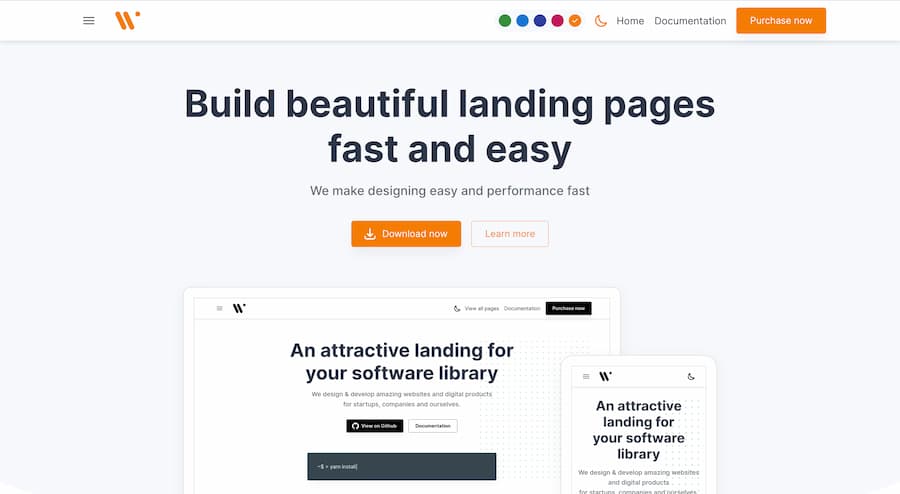 Home Documentation Purchase now
Build beautiful landing pages
fast and easy
We make designing easy and performance fast
Download now Learn more
View all pages Documentation Purchase now
An attractive landing for
your software library
We design & develop amazing websites and digital products
for startups, companies and ourselves.
View on Github Documentation
~$ > yarn install
An attractive
landing for
your software
library
We design & develop amazing websites
and digital products
for startups, companies and ourselves.